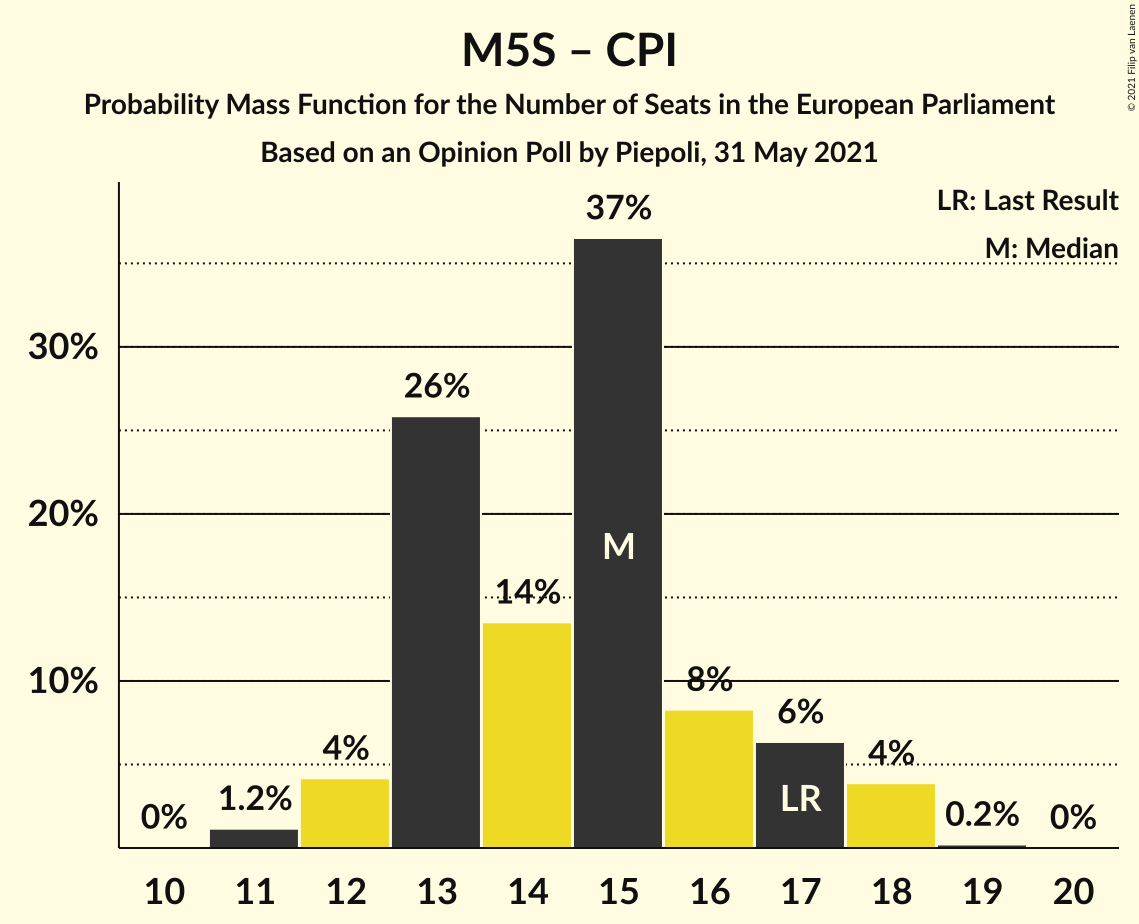 M5S – CPI
Probability Mass Function for the Number of Seats in the European Parliament
Based on an Opinion Poll by Piepoli, 31 May 2021
© 2021 Filip van Laenen
LR: Last Result
M: Median
37%
30%
26%
20%
M
14%
10%
8%
6%
4%
4%
LR
1.2%
0%
0.2%
0%
10 11 12 13 14 15 16 17 18 19 20